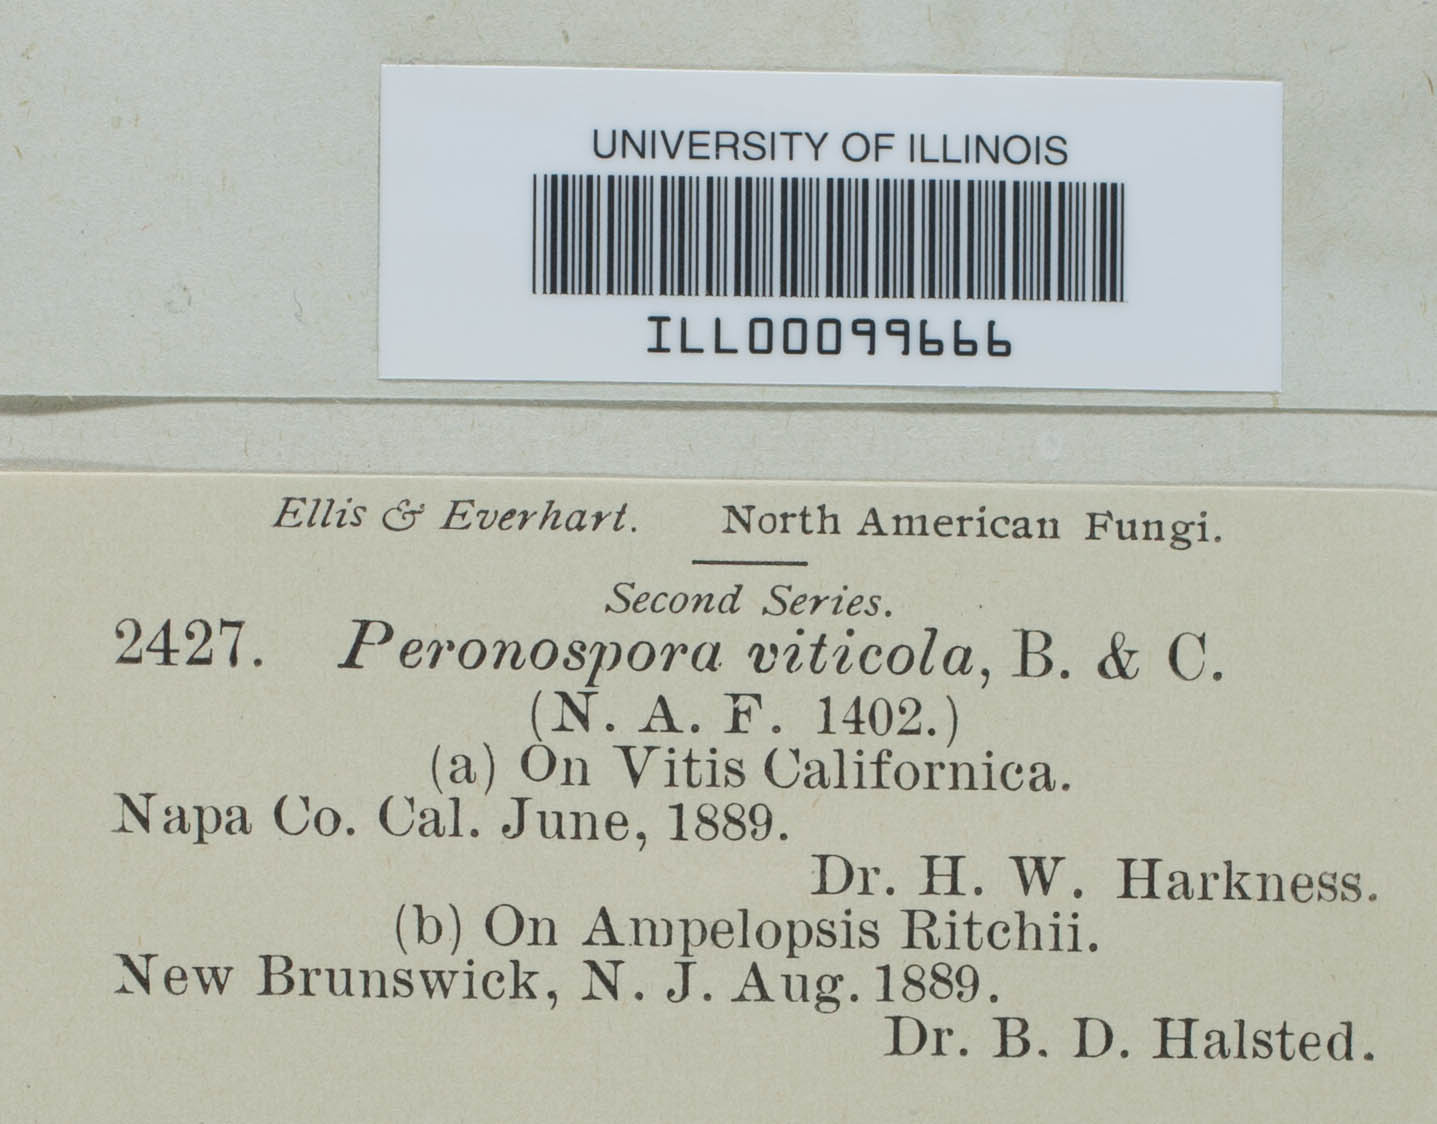 UNIVERSITY OF ILLINOIS
ILL00099666
Ellis & Everhart. North American Fungi.
Second Series.
2427. Peronospora viticola, B. & C.
(N. A. F. 1402.)
(a) On Vitis Californica.
Napa Co. Cal. June, 1889.
Dr. H. W. Harkness.
(b) On Ampelopsis Ritchii.
New Brunswick, N. J. Aug. 1889.
Dr. B. D. Halsted.